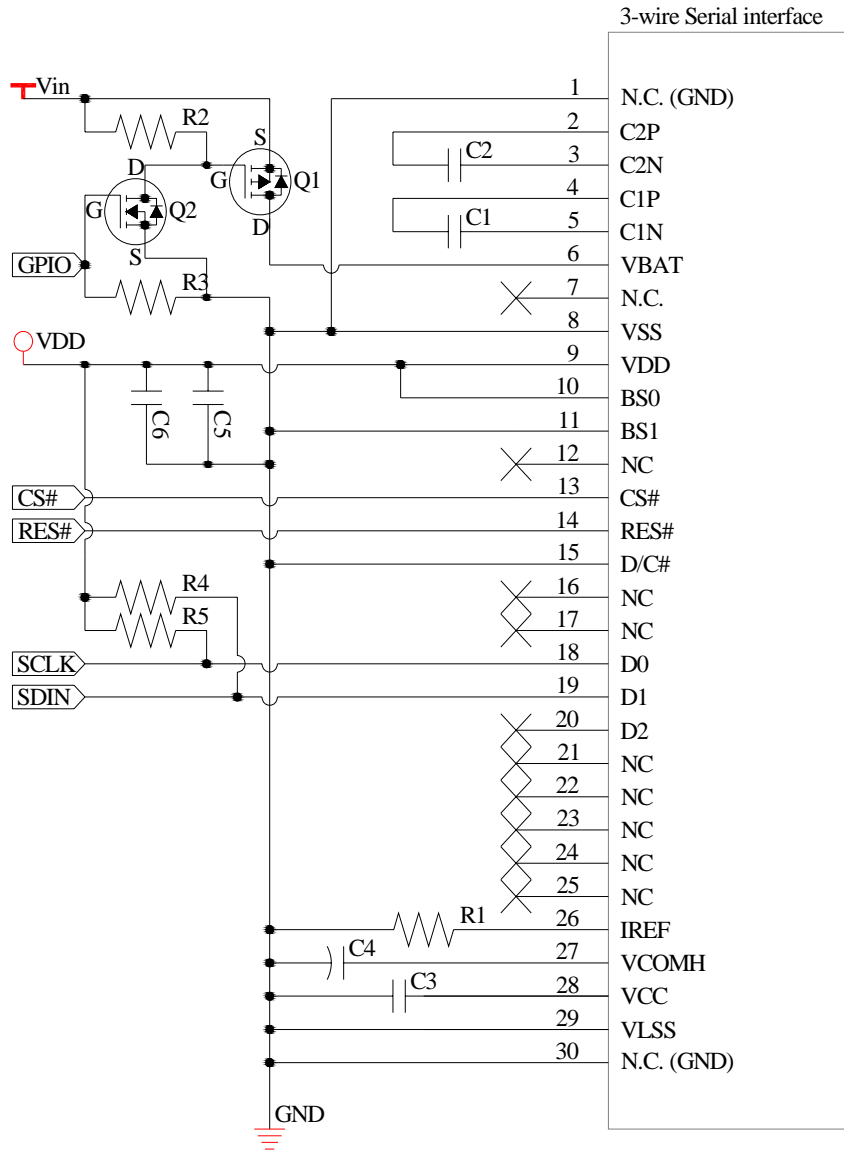 3-wire Serial interface
Vin
R2
S
G
D
Q1
D
G
Q2
S
GPIO
R3
VDD
C6
C5
CS#
RES#
R4
R5
SCLK
SDIN
C2
C1
R1
C4
C3
GND
1 N.C. (GND)
2 C2P
3 C2N
4 C1P
5 C1N
6 VBAT
7 N.C.
8 VSS
9 VDD
10 BS0
11 BS1
12 NC
13 CS#
14 RES#
15 D/C#
16 NC
17 NC
18 D0
19 D1
20 D2
21 NC
22 NC
23 NC
24 NC
25 NC
26 IREF
27 VCOMH
28 VCC
29 VLSS
30 N.C. (GND)